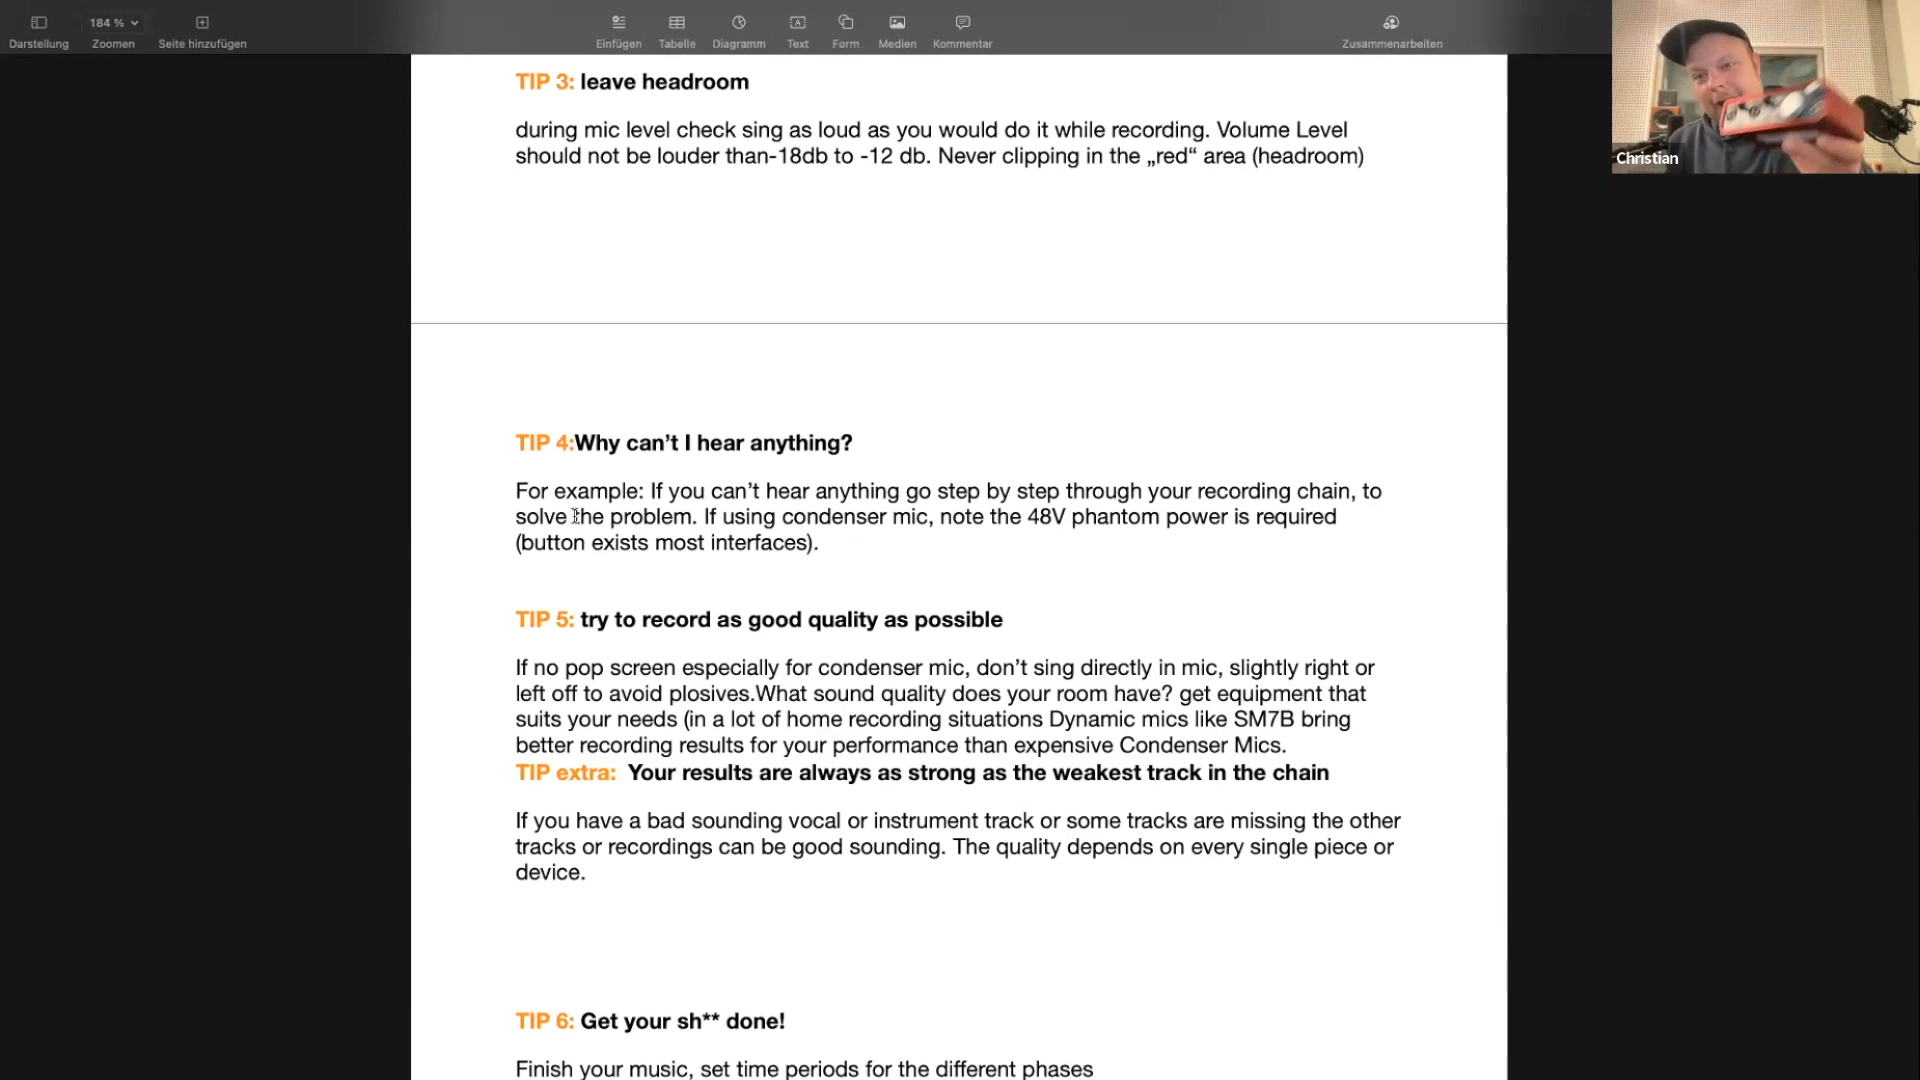 184 %
Darstellung
Zoomen
Seite hinzufügen
Einfügen
Tabelle
Diagramm
Text
Form
Medien
Kommentar
Zusammenarbeiten
Christian
TIP 3: leave headroom
during mic level check sing as loud as you would do it while recording. Volume Level
should not be louder than-18db to -12 db. Never clipping in the „red“ area (headroom)
TIP 4:Why can’t I hear anything?
For example: If you can’t hear anything go step by step through your recording chain, to
solve the problem. If using condenser mic, note the 48V phantom power is required
(button exists most interfaces).
TIP 5: try to record as good quality as possible
If no pop screen especially for condenser mic, don’t sing directly in mic, slightly right or
left off to avoid plosives.What sound quality does your room have? get equipment that
suits your needs (in a lot of home recording situations Dynamic mics like SM7B bring
better recording results for your performance than expensive Condenser Mics.
TIP extra: Your results are always as strong as the weakest track in the chain
If you have a bad sounding vocal or instrument track or some tracks are missing the other
tracks or recordings can be good sounding. The quality depends on every single piece or
device.
TIP 6: Get your sh** done!
Finish your music, set time periods for the different phases